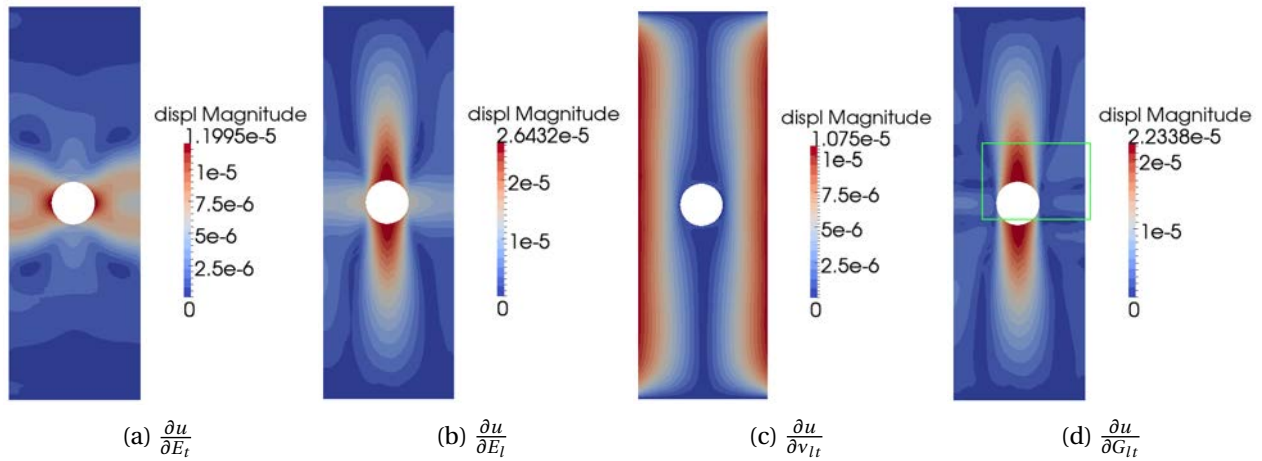 displ Magnitude
1.1995e-5
1e-5
7.5e-6
5e-6
2.5e-6
0
displ Magnitude
2.6432e-5
2e-5
1e-5
0
displ Magnitude
1.075e-5
1e-5
7.5e-6
5e-6
2.5e-6
0
displ Magnitude
2.2338e-5
2e-5
1e-5
0
(a) ∂u/∂E_t
(b) ∂u/∂E_l
(c) ∂u/∂ν_lt
(d) ∂u/∂G_lt